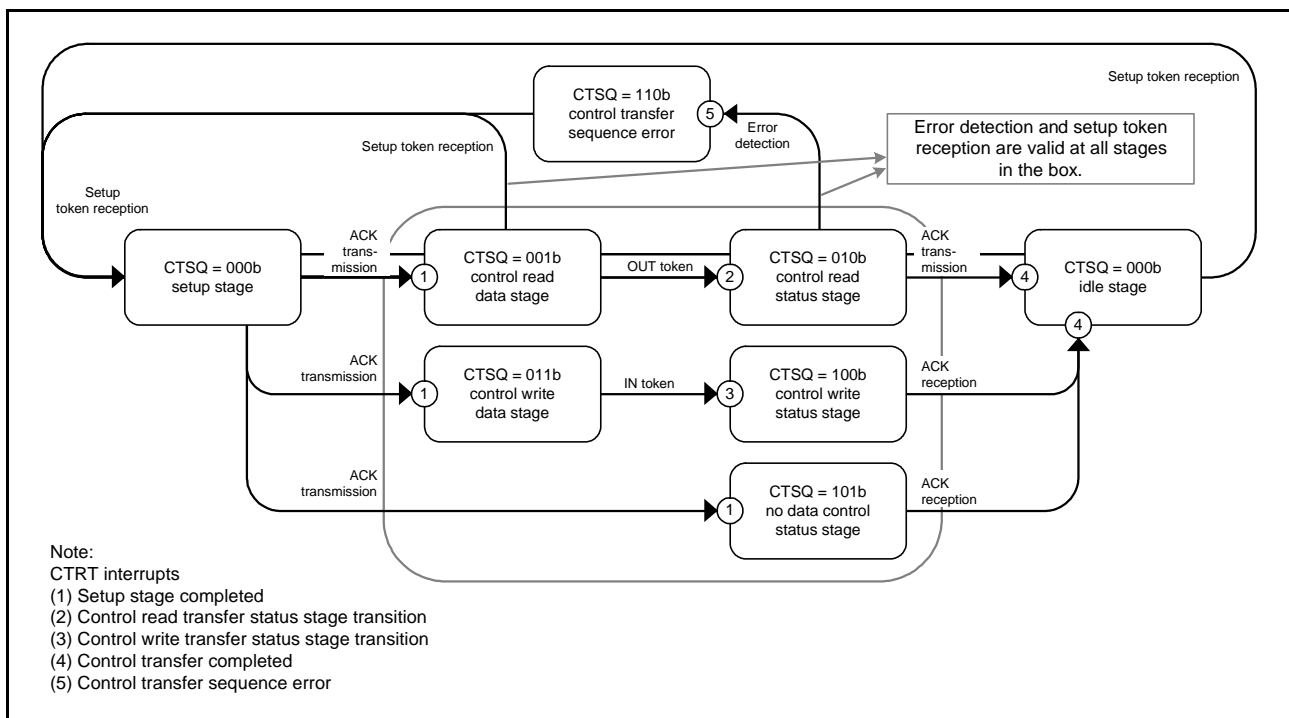 Setup token reception
CTSQ = 110b
control transfer
sequence error
5
Error
detection
Setup token reception
Error detection and setup token
reception are valid at all stages
in the box.
Setup
token reception
CTSQ = 000b
setup stage
ACK
trans-
mission
1
CTSQ = 001b
control read
data stage
OUT token
2
CTSQ = 010b
control read
status stage
ACK
trans-
mission
4
CTSQ = 000b
idle stage
4
ACK
transmission
1
CTSQ = 011b
control write
data stage
IN token
3
CTSQ = 100b
control write
status stage
ACK
reception
ACK
transmission
1
CTSQ = 101b
no data control
status stage
ACK
reception
Note:
CTRT interrupts
(1) Setup stage completed
(2) Control read transfer status stage transition
(3) Control write transfer status stage transition
(4) Control transfer completed
(5) Control transfer sequence error